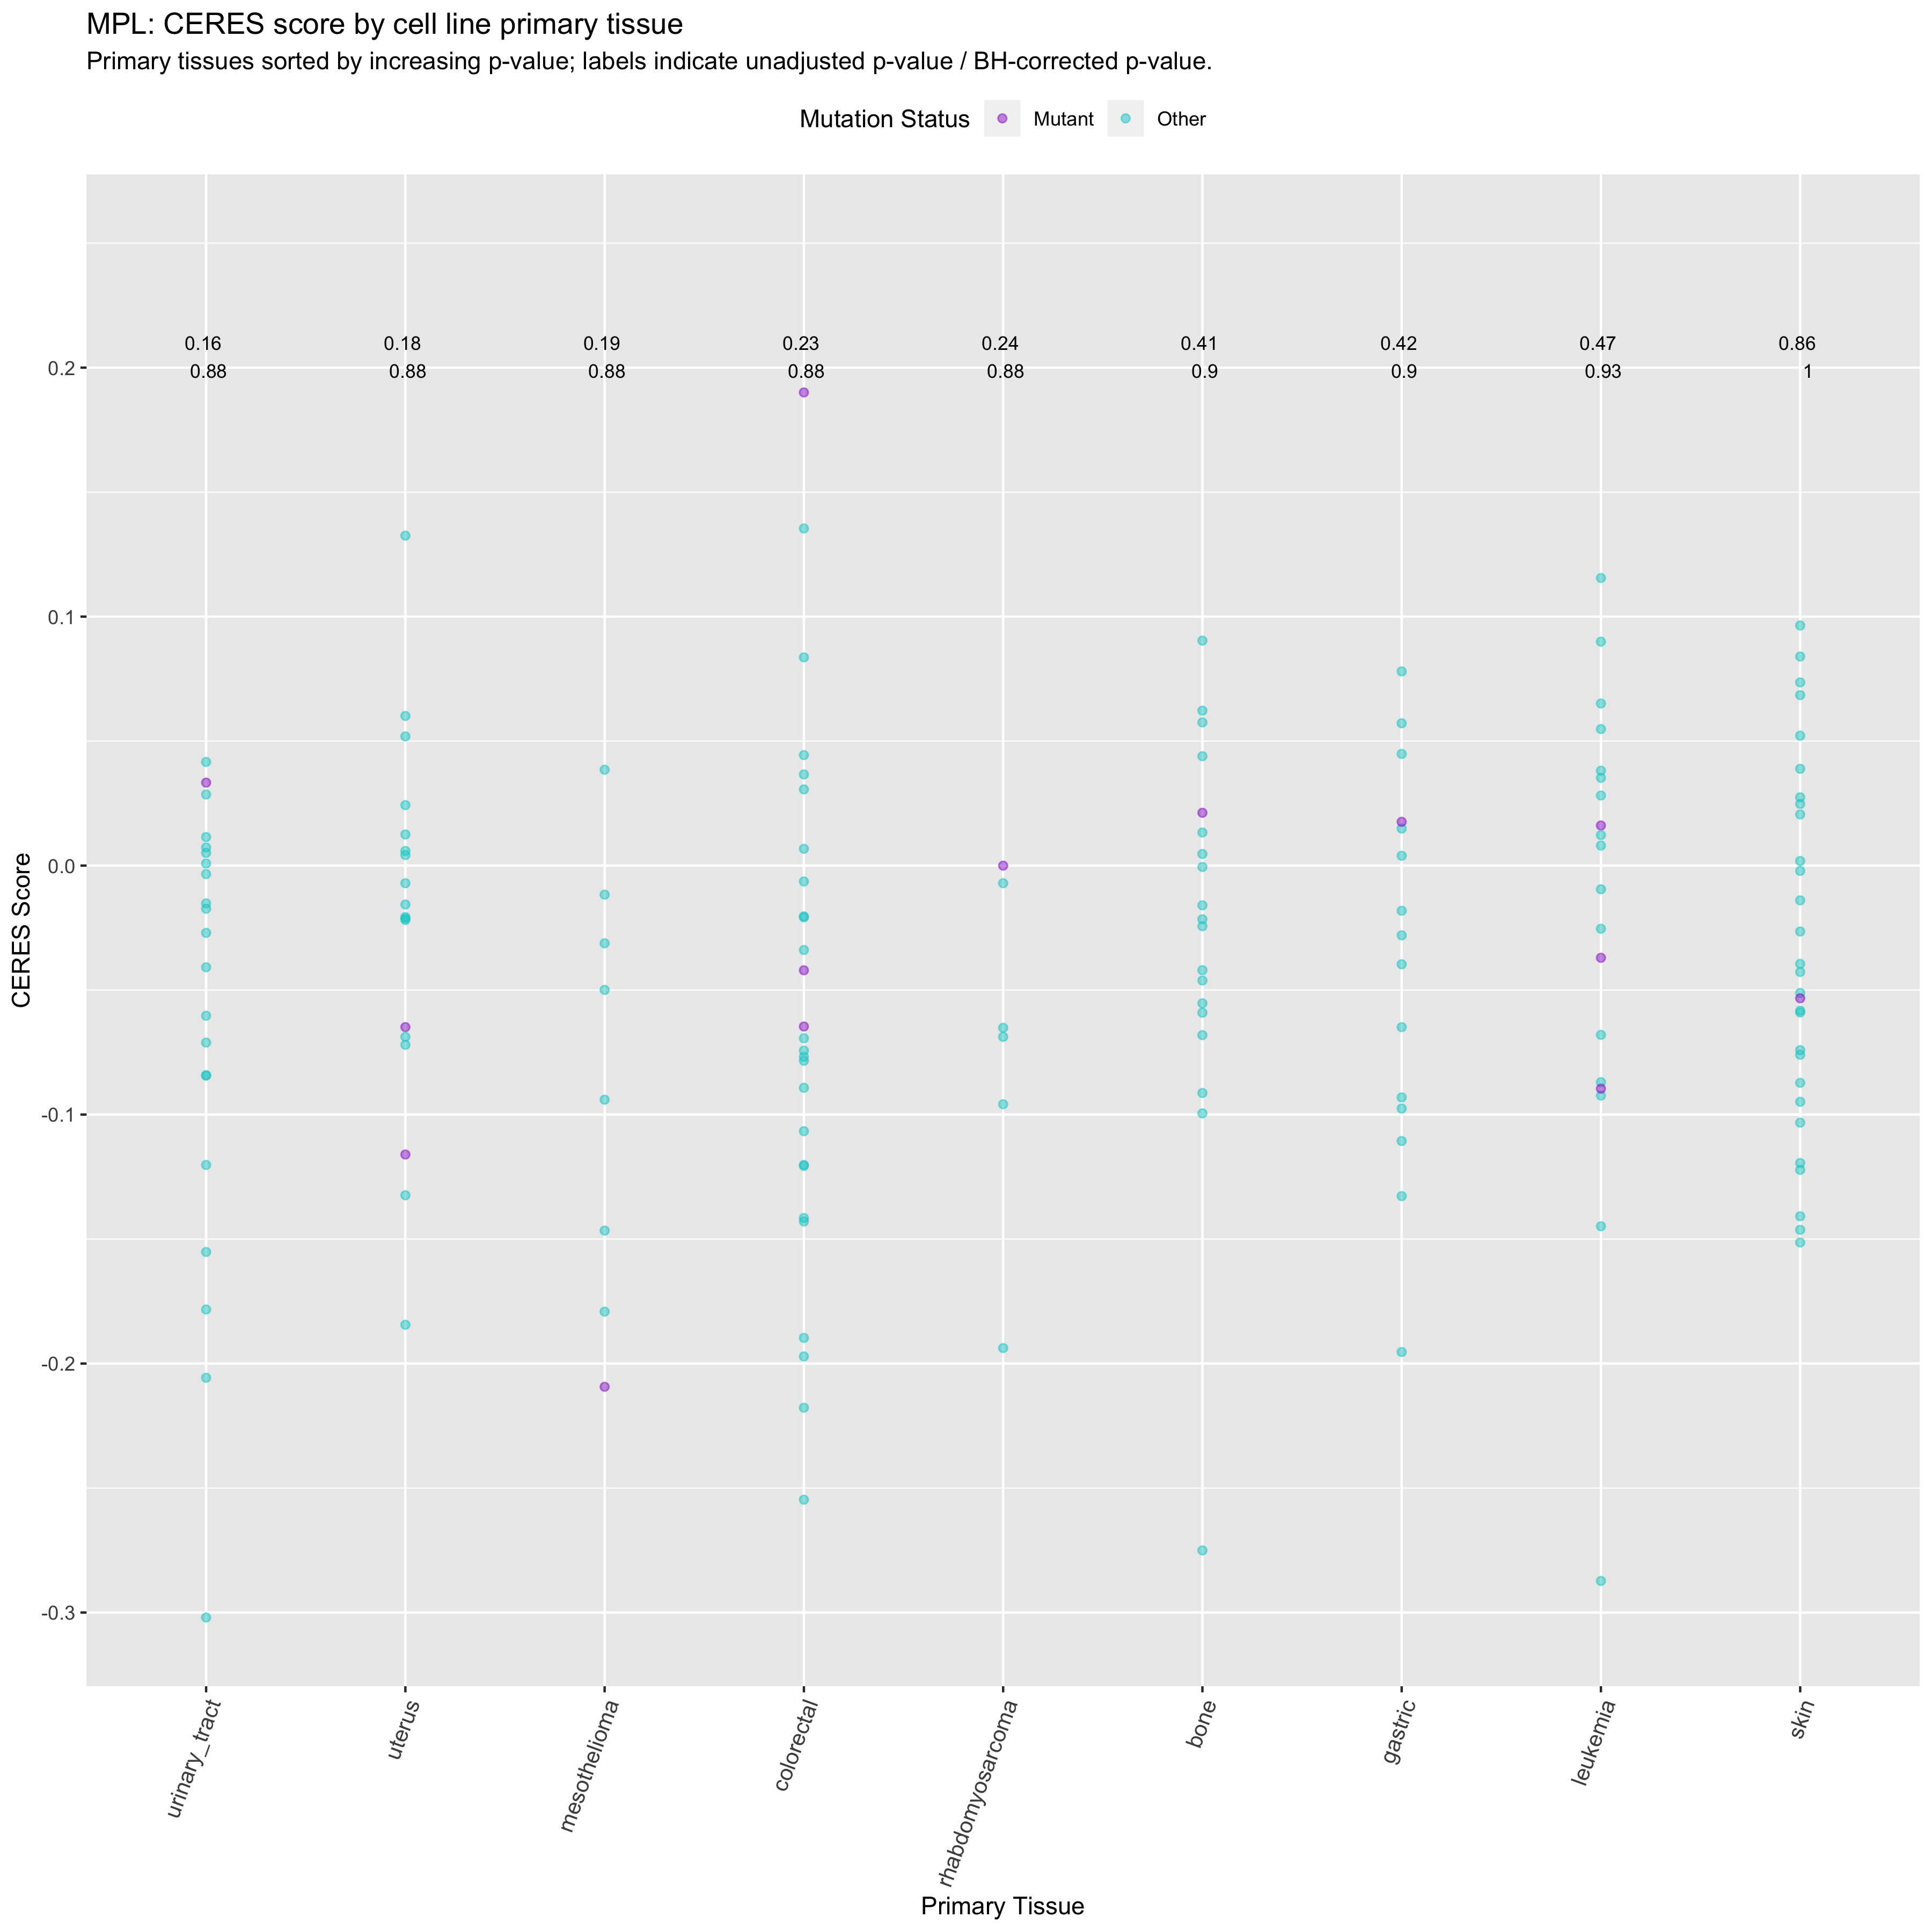 MPL: CERES score by cell line primary tissue
Primary tissues sorted by increasing p-value; labels indicate unadjusted p-value / BH-corrected p-value.
Mutation Status Mutant Other
0.16 0.18 0.19 0.23 0.24 0.41 0.42 0.47 0.86
0.88 0.88 0.88 0.88 0.88 0.9 0.9 0.93 1
0.2
0.1
0.0
-0.1
-0.2
-0.3
CERES Score
urinary_tract
uterus
mesothelioma
colorectal
rhabdomyosarcoma
bone
gastric
leukemia
skin
Primary Tissue